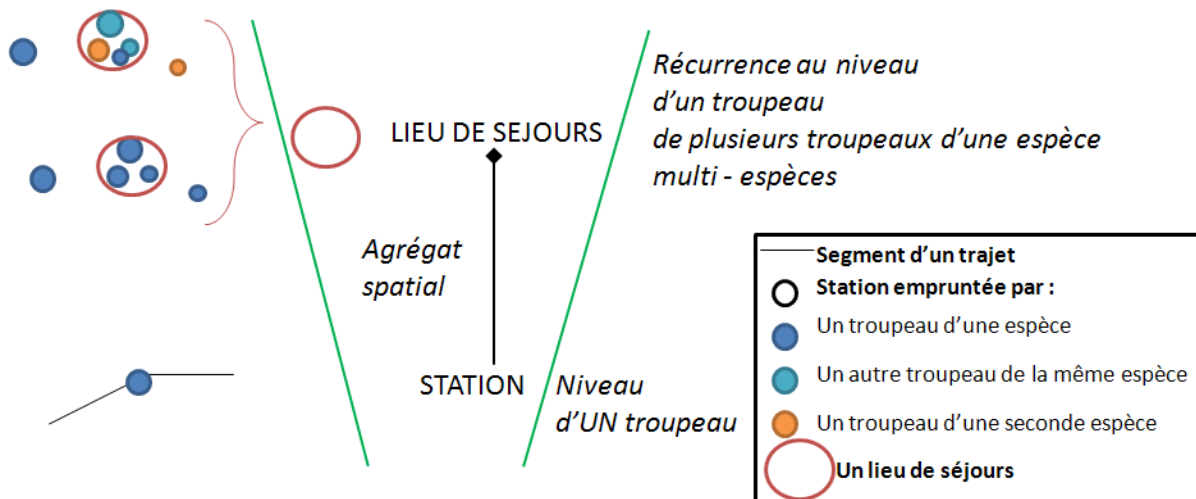 LIEU DE SEJOURS
Récurrence au niveau
d'un troupeau
de plusieurs troupeaux d'une espèce
multi - espèces
Agrégat
spatial
STATION
Niveau
d'UN troupeau
Segment d'un trajet
Station empruntée par :
Un troupeau d'une espèce
Un autre troupeau de la même espèce
Un troupeau d'une seconde espèce
Un lieu de séjours